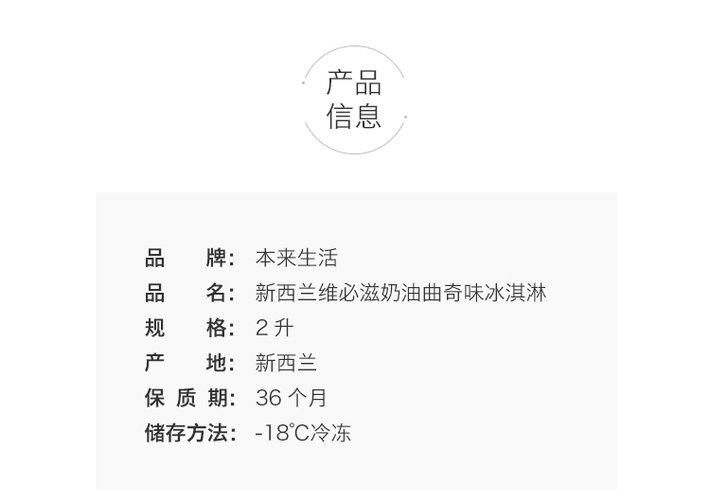 产品
信息
品 牌： 本来生活
品 名： 新西兰维必滋奶油曲奇味冰淇淋
规 格： 2 升
产 地： 新西兰
保 质 期： 36 个月
储存方法： -18℃冷冻